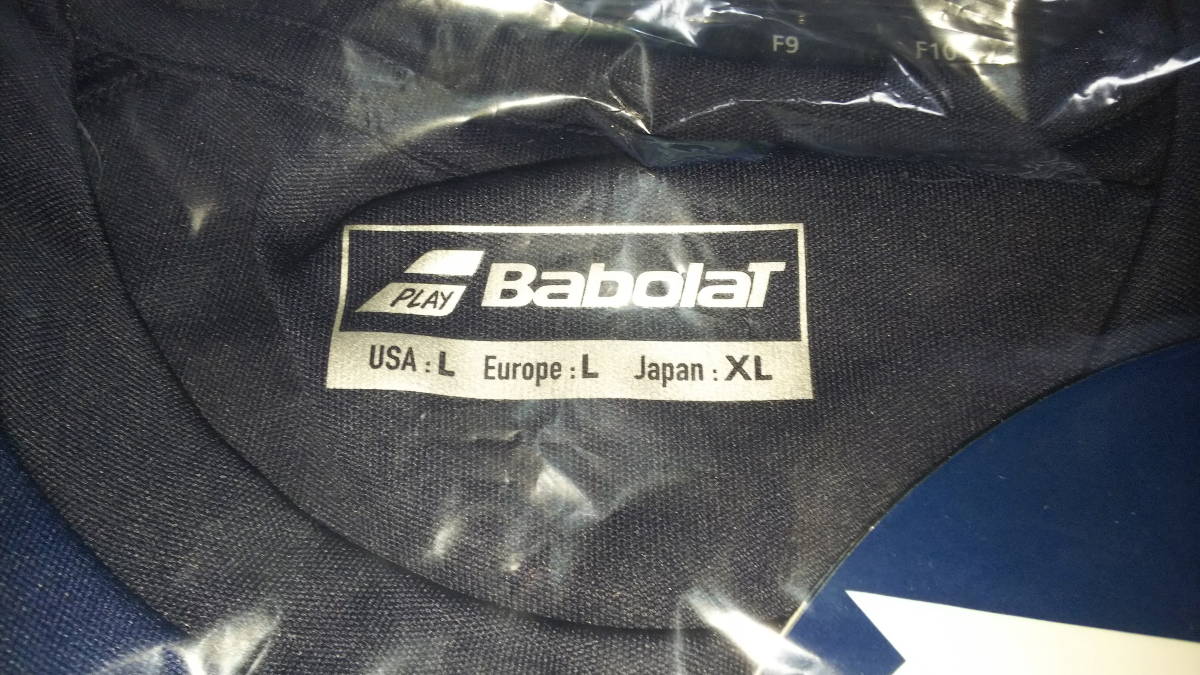 F9 F10
PLAY BabolaT
USA : L Europe : L Japan : XL